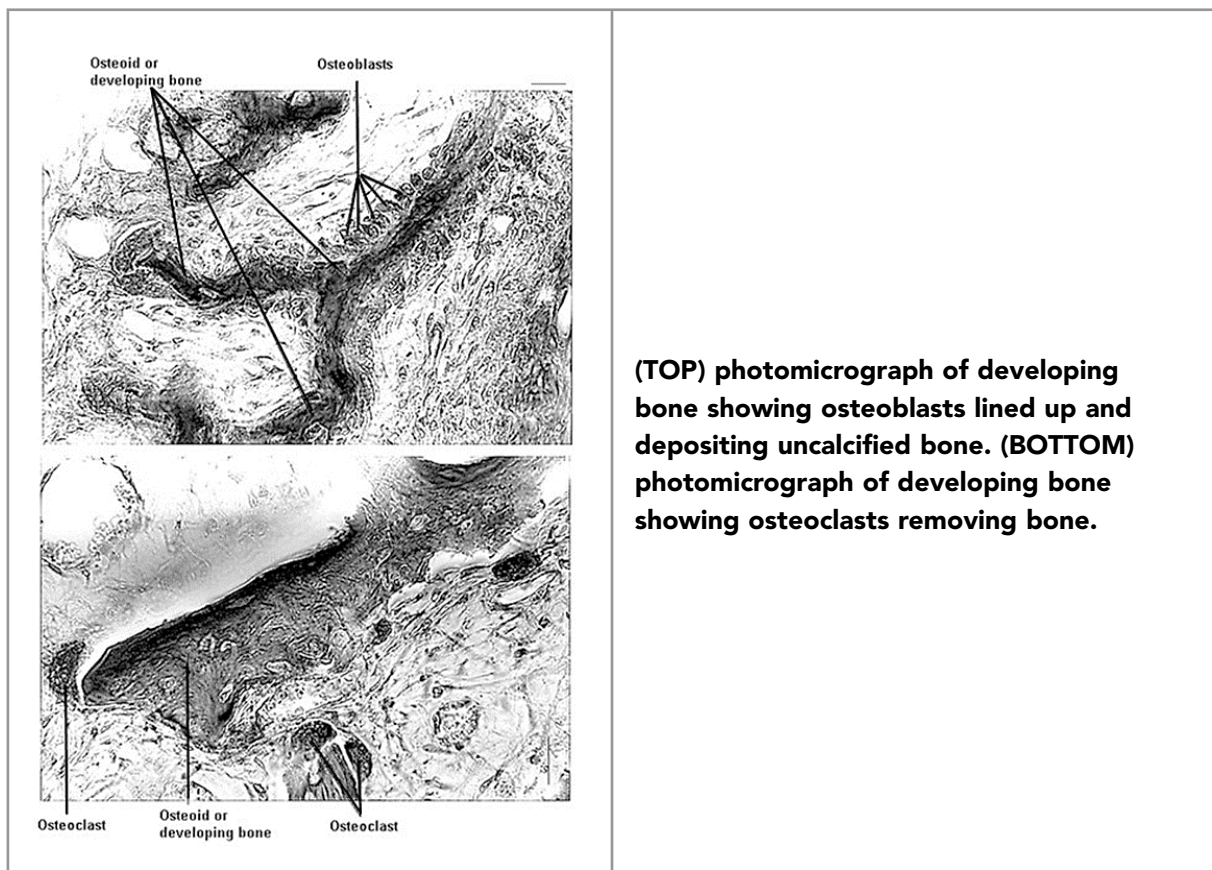 Osteoid or
developing bone
Osteoblasts
Osteoclast
Osteoid or
developing bone
Osteoclast
(TOP) photomicrograph of developing
bone showing osteoblasts lined up and
depositing uncalcified bone. (BOTTOM)
photomicrograph of developing bone
showing osteoclasts removing bone.